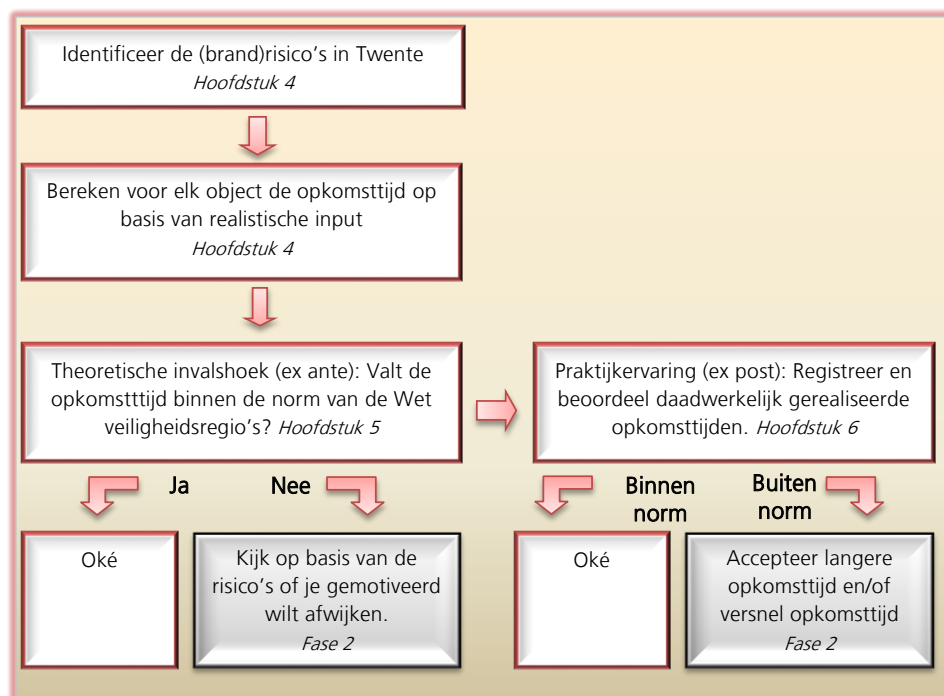 Identificeer de (brand)risico's in Twente
Hoofdstuk 4
Bereken voor elk object de opkomsttijd op
basis van realistische input
Hoofdstuk 4
Theoretische invalshoek (ex ante): Valt de
opkomstttijd binnen de norm van de Wet
veiligheidsregio's? Hoofdstuk 5
Praktijkervaring (ex post): Registreer en
beoordeel daadwerkelijk gerealiseerde
opkomsttijden. Hoofdstuk 6
Ja
Nee
Binnen
norm
Buiten
norm
Oké
Kijk op basis van de
risico's of je gemotiveerd
wilt afwijken.
Fase 2
Oké
Accepteer langere
opkomsttijd en/of
versnel opkomsttijd
Fase 2